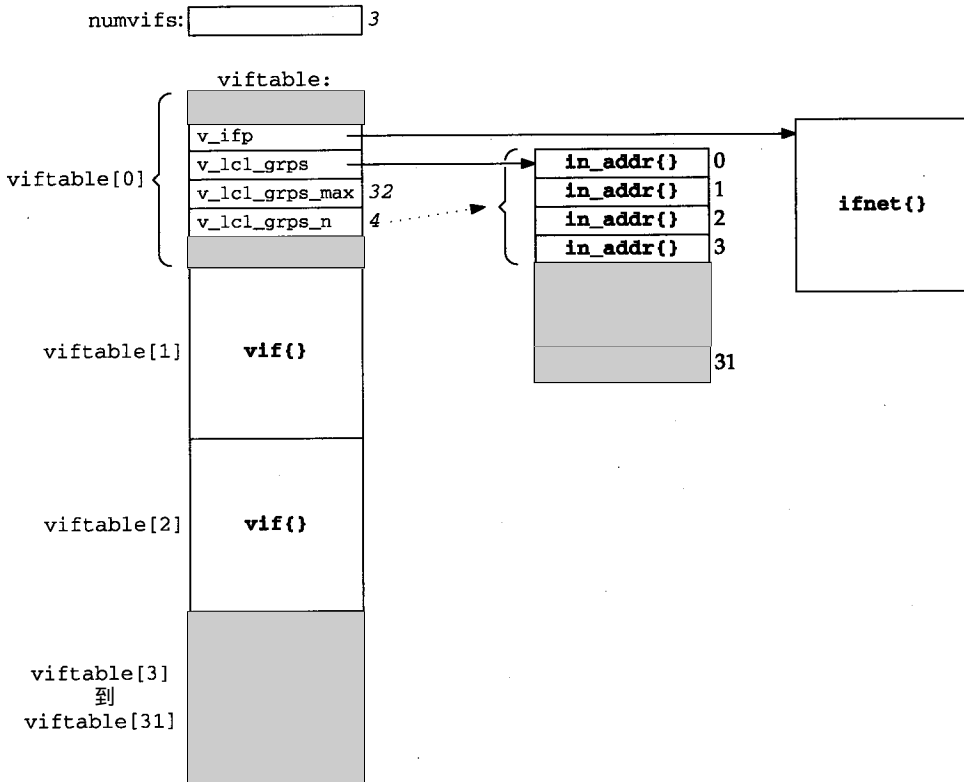 numvifs: 3
viftable:
viftable[0]
v_ifp
v_lcl_grps
v_lcl_grps_max 32
v_lcl_grps_n 4
in_addr{} 0
in_addr{} 1
in_addr{} 2
in_addr{} 3
31
ifnet{}
viftable[1] vif{}
viftable[2] vif{}
viftable[3]
到
viftable[31]